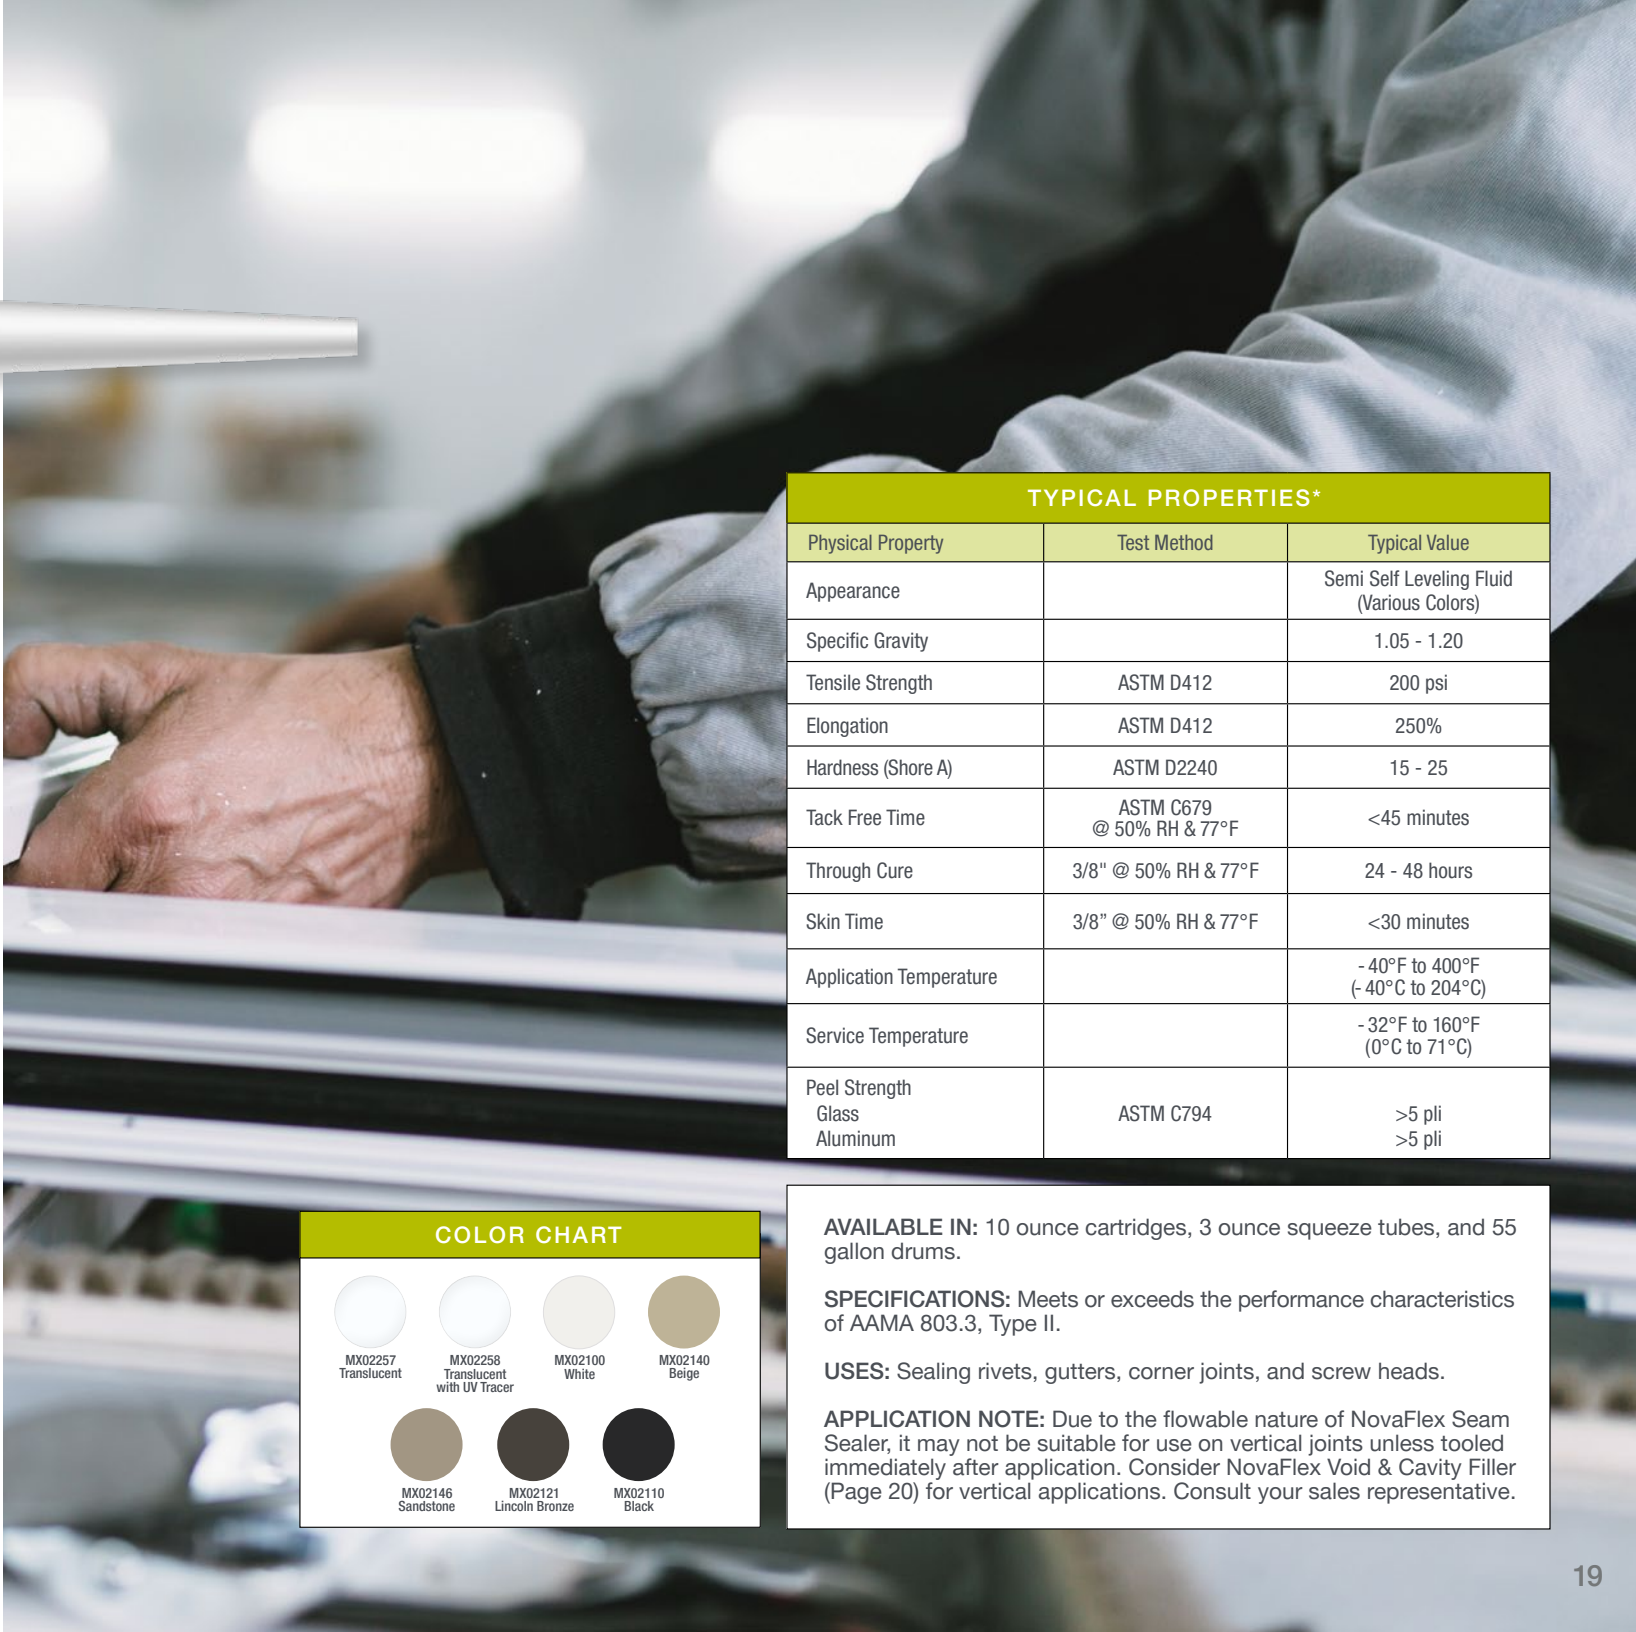 TYPICAL PROPERTIES*
Physical Property Test Method Typical Value
Appearance Semi Self Leveling Fluid
(Various Colors)
Specific Gravity 1.05 - 1.20
Tensile Strength ASTM D412 200 psi
Elongation ASTM D412 250%
Hardness (Shore A) ASTM D2240 15 - 25
Tack Free Time ASTM C679
@ 50% RH & 77°F <45 minutes
Through Cure 3/8" @ 50% RH & 77°F 24 - 48 hours
Skin Time 3/8” @ 50% RH & 77°F <30 minutes
Application Temperature - 40°F to 400°F
(- 40°C to 204°C)
Service Temperature - 32°F to 160°F
(0°C to 71°C)
Peel Strength
Glass ASTM C794 >5 pli
Aluminum >5 pli
COLOR CHART
MX02257 MX02258 MX02100 MX02140
Translucent Translucent White Beige
with UV Tracer
MX02146 MX02121 MX02110
Sandstone Lincoln Bronze Black
AVAILABLE IN: 10 ounce cartridges, 3 ounce squeeze tubes, and 55
gallon drums.
SPECIFICATIONS: Meets or exceeds the performance characteristics
of AAMA 803.3, Type II.
USES: Sealing rivets, gutters, corner joints, and screw heads.
APPLICATION NOTE: Due to the flowable nature of NovaFlex Seam
Sealer, it may not be suitable for use on vertical joints unless tooled
immediately after application. Consider NovaFlex Void & Cavity Filler
(Page 20) for vertical applications. Consult your sales representative.
19